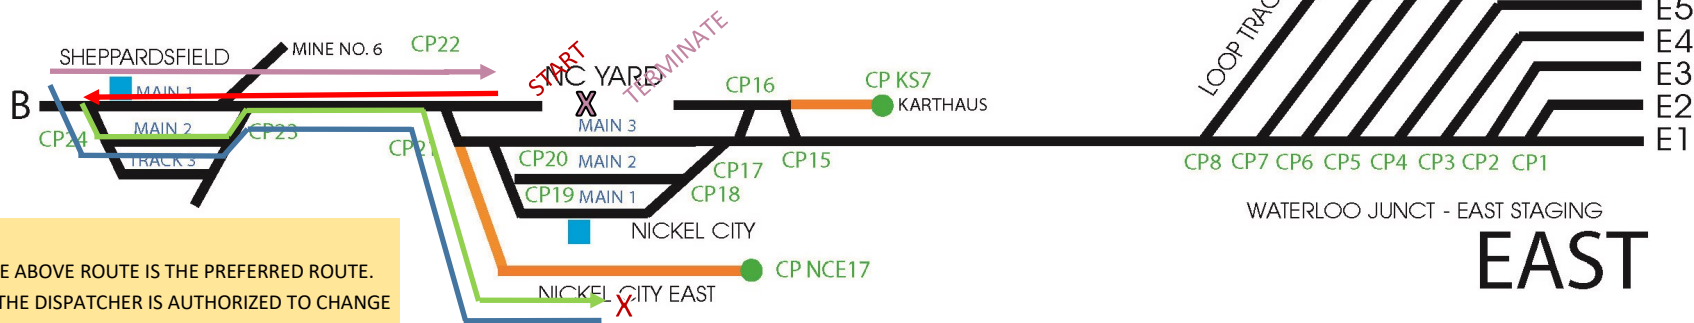 LOOP TRAC
E5
E4
E3
E2
E1
SHEPPARDSFIELD
MINE NO. 6
CP22
START
NC YARD
TERMINATE
X
CP16
CP KS7
KARTHAUS
B
MAIN 1
MAIN 2
TRACK 3
CP24
CP23
CP21
MAIN 3
CP20
MAIN 2
CP19
MAIN 1
CP18
CP17
CP15
CP8
CP7
CP6
CP5
CP4
CP3
CP2
CP1
NICKEL CITY
WATERLOO JUNCT - EAST STAGING
EAST
CP NCE17
NICKEL CITY EAST
X
E ABOVE ROUTE IS THE PREFERRED ROUTE.
THE DISPATCHER IS AUTHORIZED TO CHANGE